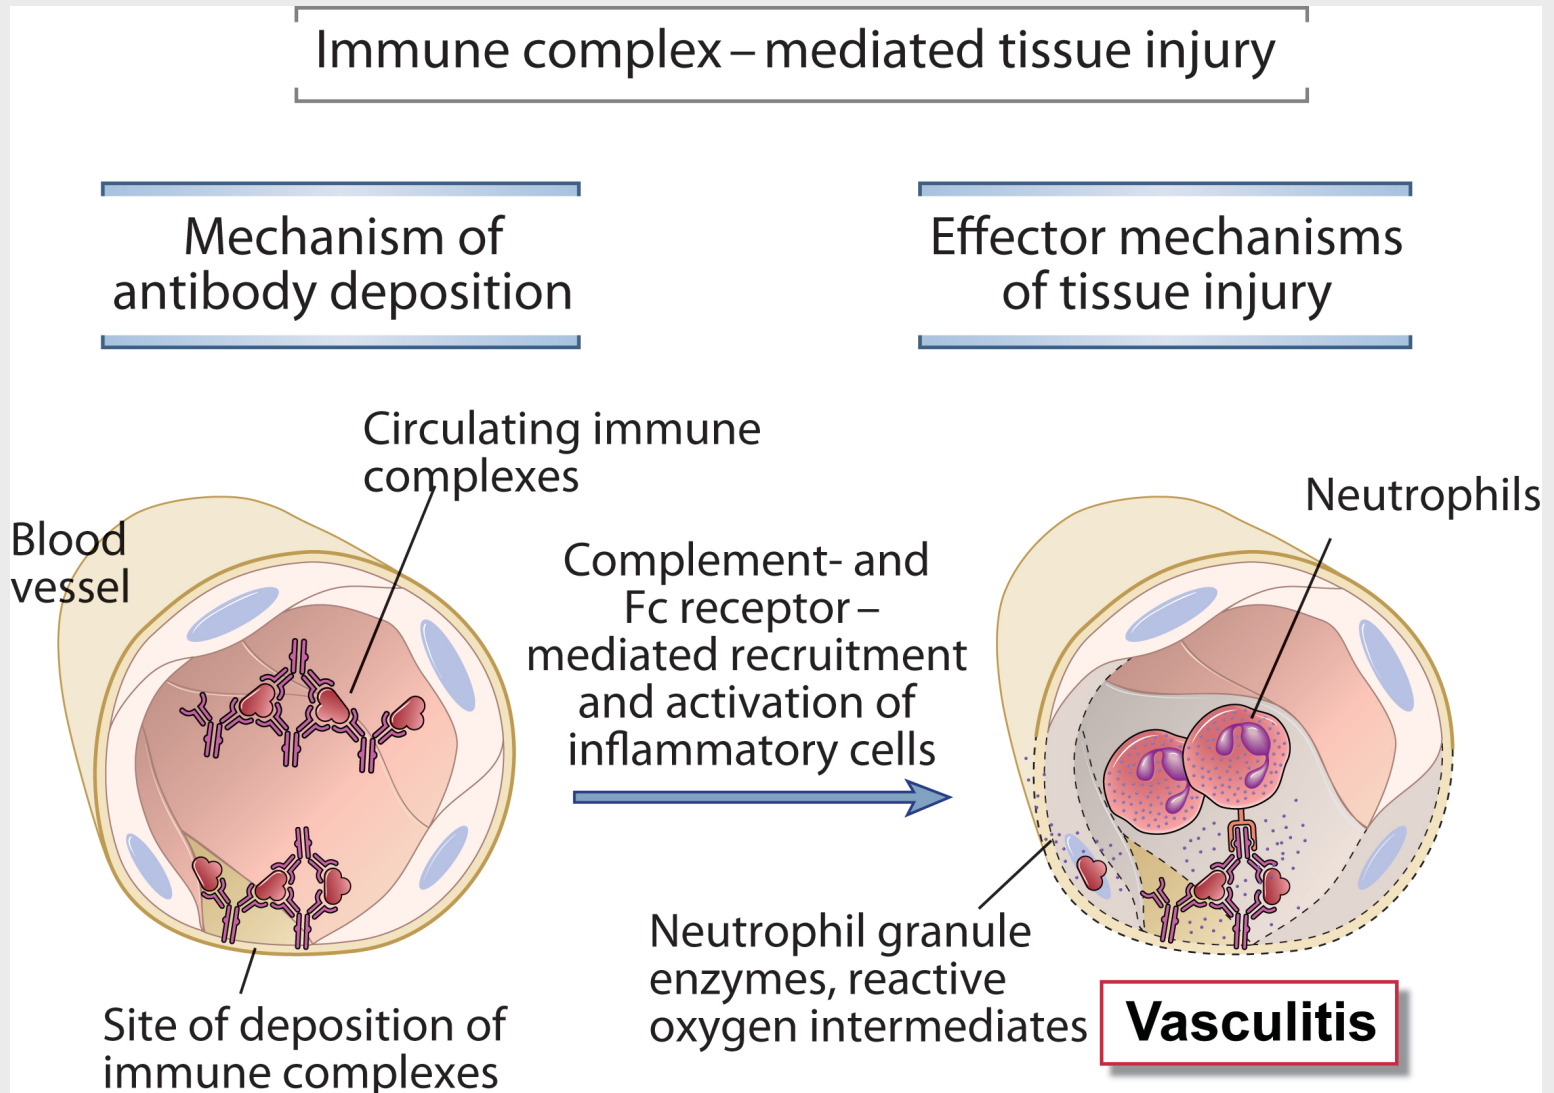 Immune complex – mediated tissue injury
Mechanism of
antibody deposition
Effector mechanisms
of tissue injury
Circulating immune
complexes
Blood
vessel
Complement- and
Fc receptor –
mediated recruitment
and activation of
inflammatory cells
Neutrophils
Neutrophil granule
enzymes, reactive
oxygen intermediates
Site of deposition of
immune complexes
Vasculitis